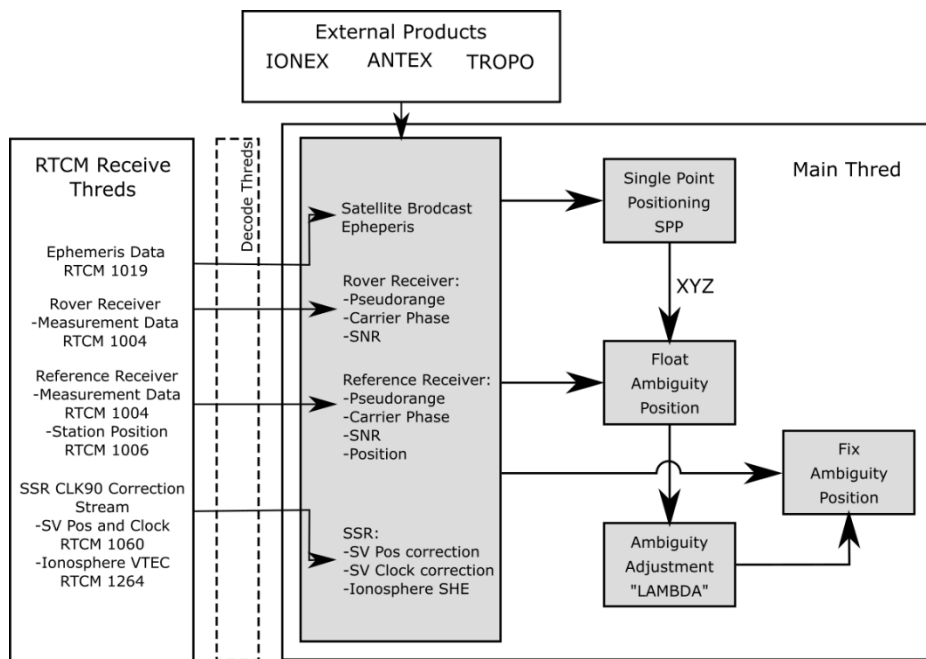 External Products
IONEX ANTEX TROPO
RTCM Receive
Threds
Ephemeris Data
RTCM 1019
Rover Receiver
-Measurement Data
RTCM 1004
Reference Receiver
-Measurement Data
RTCM 1004
-Station Position
RTCM 1006
SSR CLK90 Correction
Stream
-SV Pos and Clock
RTCM 1060
-Ionosphere VTEC
RTCM 1264
Decode Threds
Satellite Brodcast
Epheperis
Rover Receiver:
-Pseudorange
-Carrier Phase
-SNR
Reference Receiver:
-Pseudorange
-Carrier Phase
-SNR
-Position
SSR:
-SV Pos correction
-SV Clock correction
-Ionosphere SHE
Main Thred
Single Point
Positioning
SPP
XYZ
Float
Ambiguity
Position
Fix
Ambiguity
Position
Ambiguity
Adjustment
"LAMBDA"